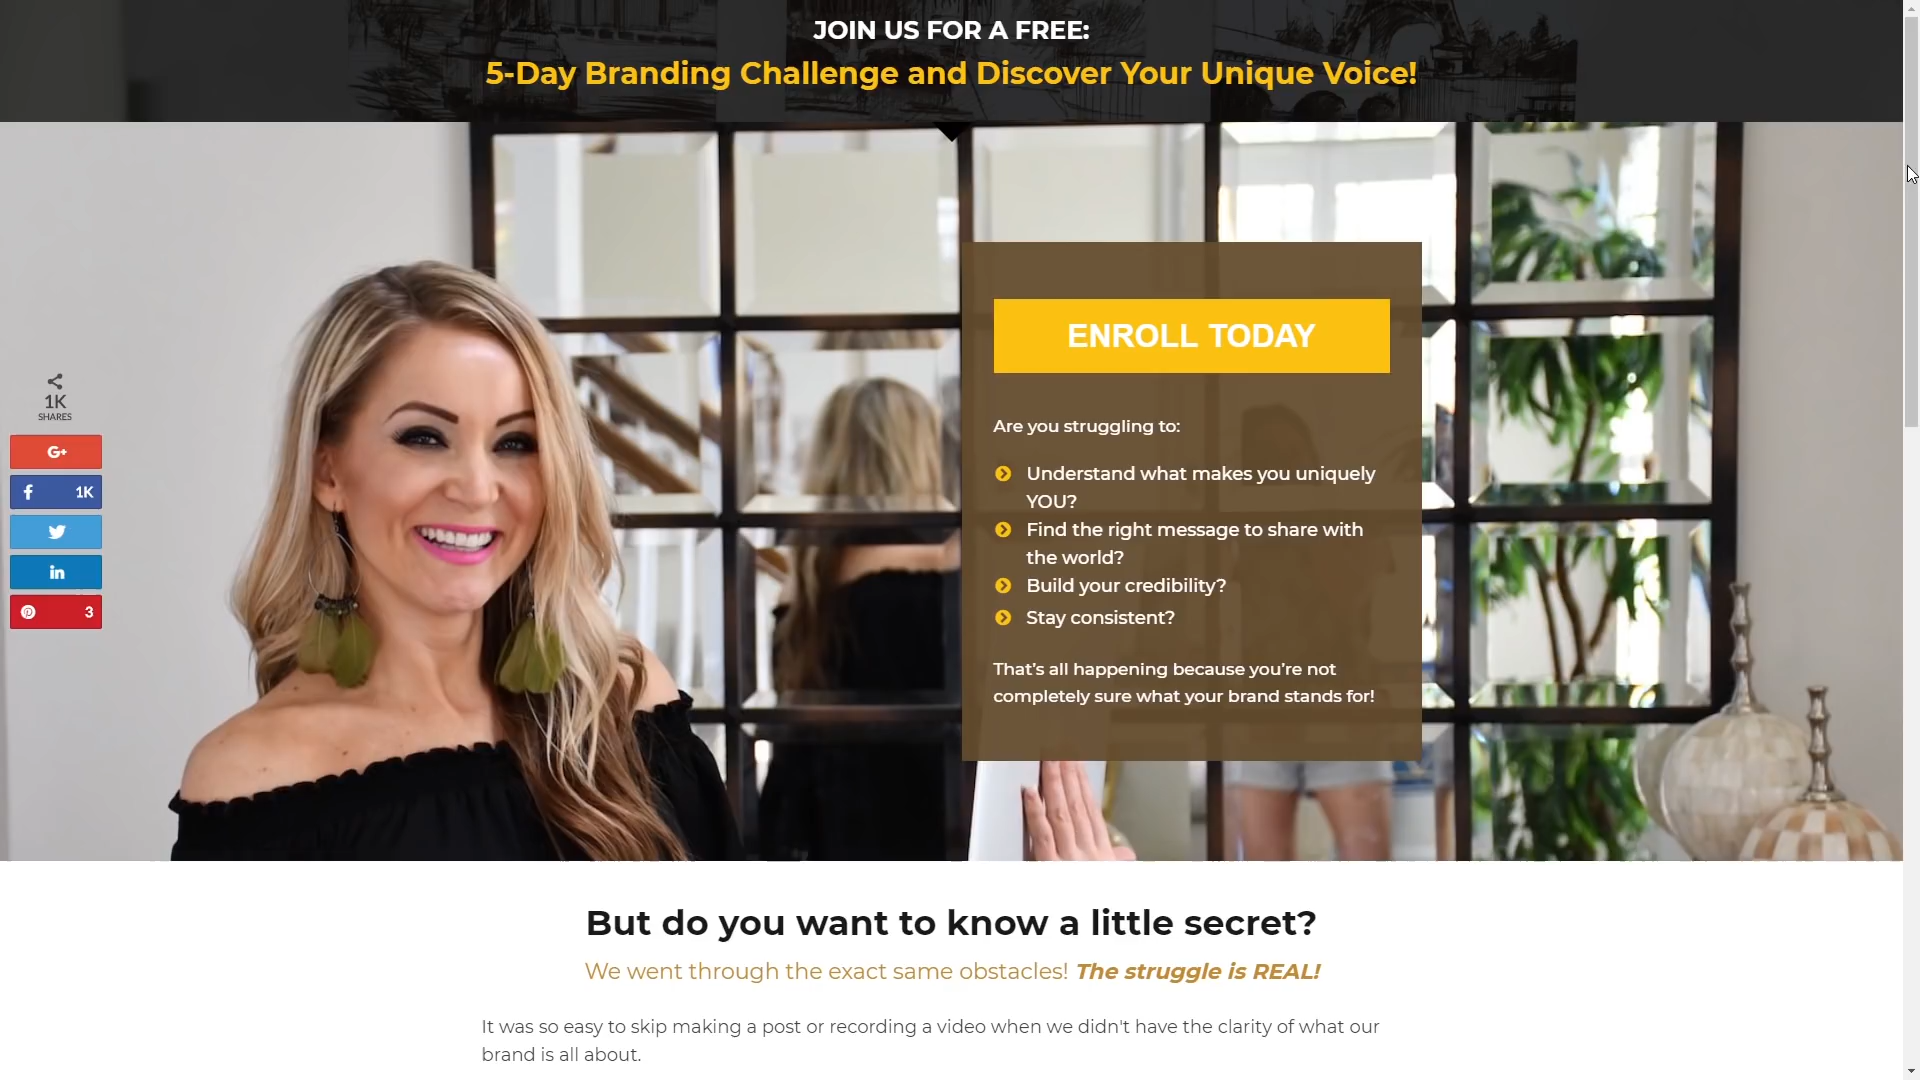 JOIN US FOR A FREE:
5-Day Branding Challenge and Discover Your Unique Voice!
ENROLL TODAY
Are you struggling to:
Understand what makes you uniquely
YOU?
Find the right message to share with
the world?
Build your credibility?
Stay consistent?
That’s all happening because you’re not
completely sure what your brand stands for!
1K
SHARES
G+
f 1K
in
3
But do you want to know a little secret?
We went through the exact same obstacles! The struggle is REAL!
It was so easy to skip making a post or recording a video when we didn't have the clarity of what our
brand is all about.